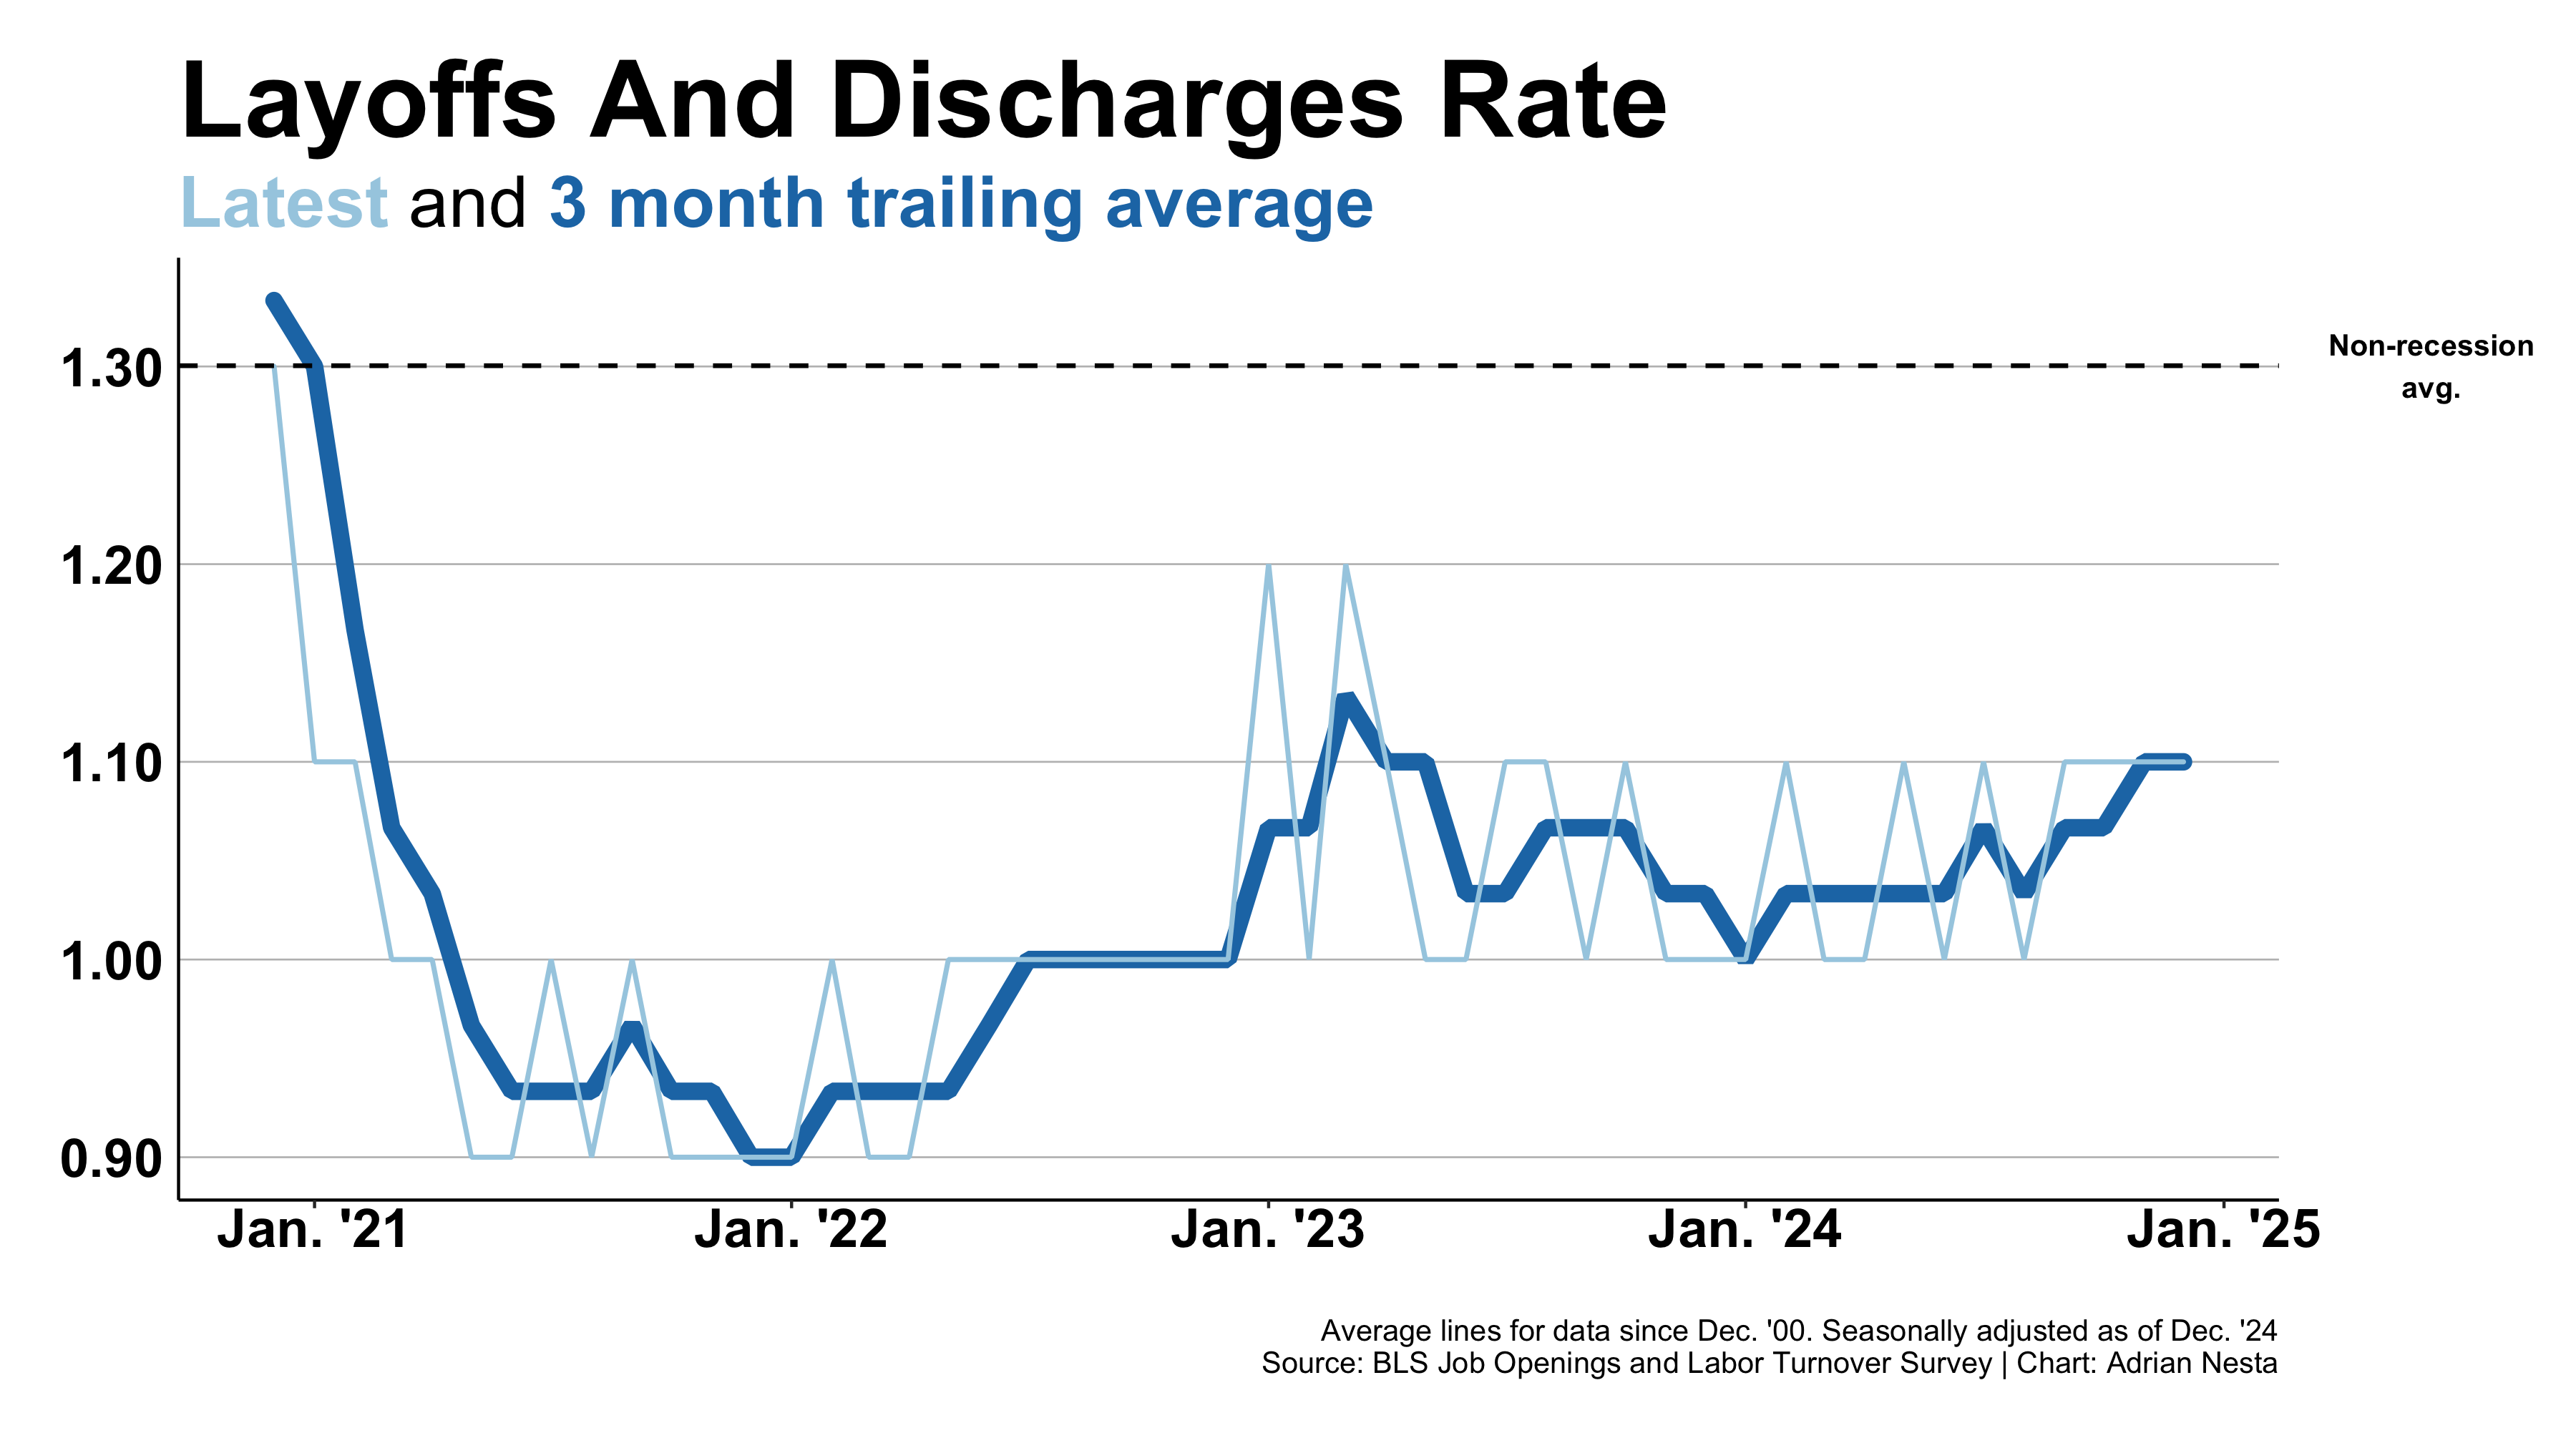 Layoffs And Discharges Rate
Latest and 3 month trailing average
1.30
1.20
1.10
1.00
0.90
Non-recession
avg.
Jan. '21
Jan. '22
Jan. '23
Jan. '24
Jan. '25
Average lines for data since Dec. '00. Seasonally adjusted as of Dec. '24
Source: BLS Job Openings and Labor Turnover Survey | Chart: Adrian Nesta